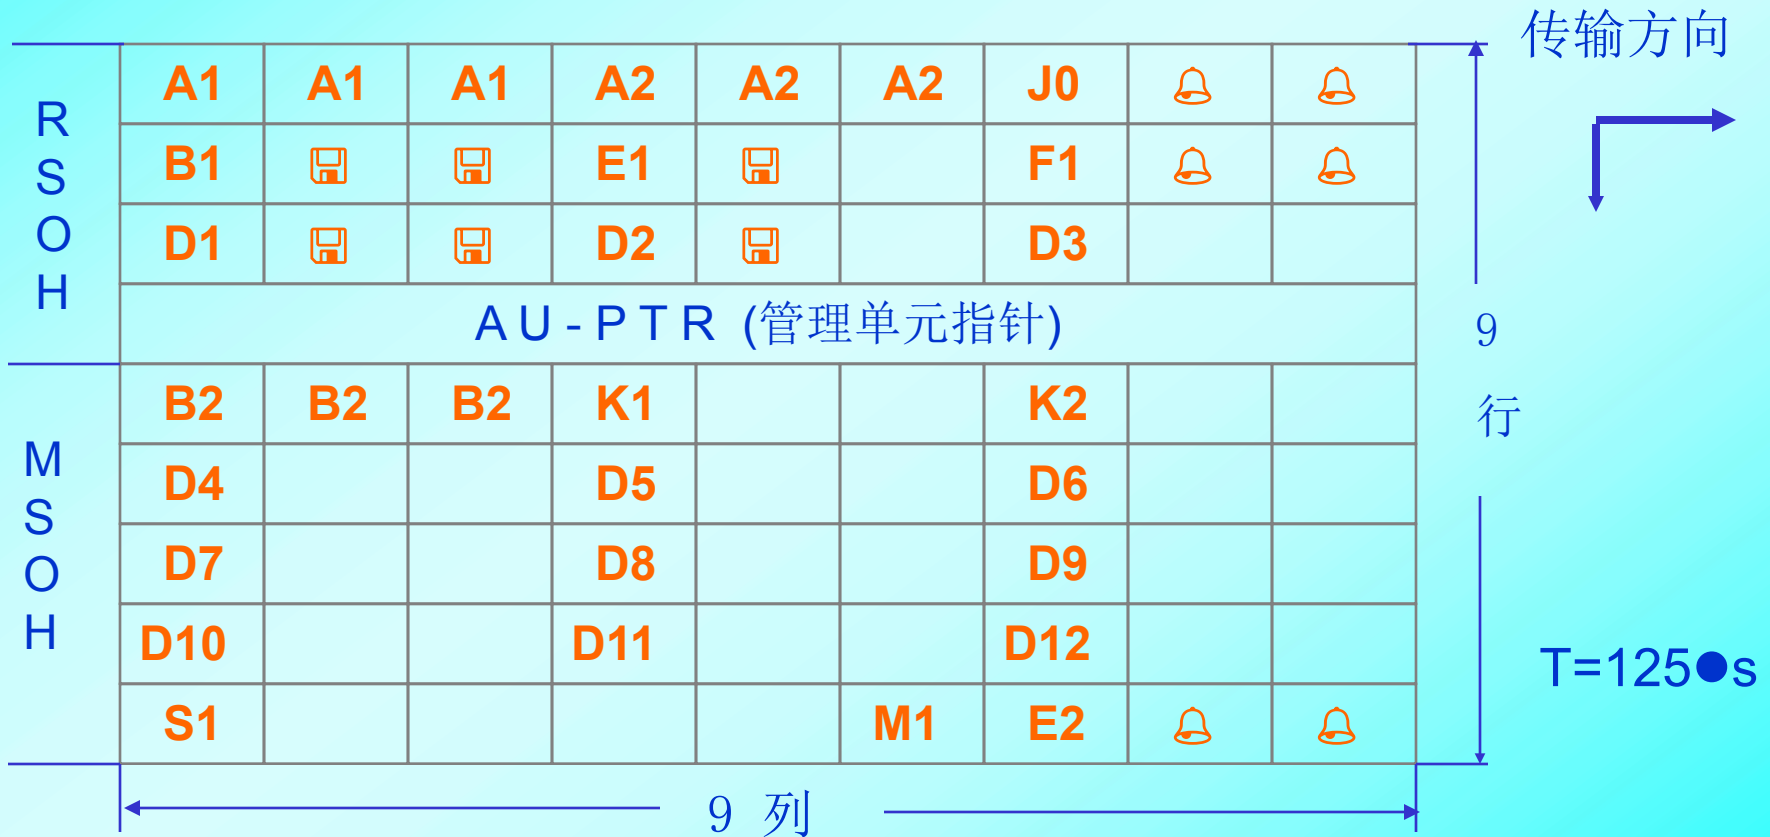 传输方向
RSOH
A1 A1 A1 A2 A2 A2 J0
B1 E1 F1
D1 D2 D3
AU-PTR (管理单元指针)
9行
MSOH
B2 B2 B2 K1 K2
D4 D5 D6
D7 D8 D9
D10 D11 D12
S1 M1 E2
T=125●s
9 列